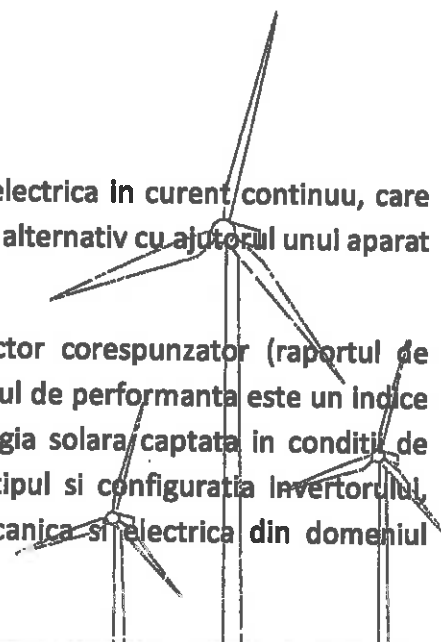 electrica in curent continuu, care
alternativ cu ajutorul unui aparat
ctor corespunzator (raportul de
ul de performanta este un indice
gia solara captata in conditii de
tipul si configuratia invertorului,
canica si electrica din domeniul